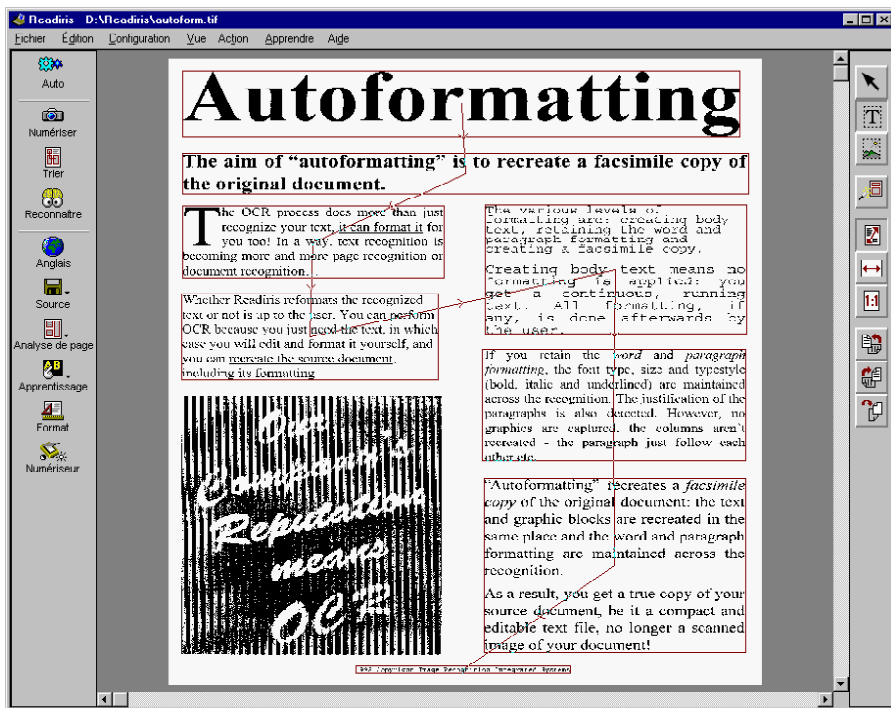 Readiris D:\Readiris\autoform.tif
Fichier Édition Configuration Vue Action Apprendre Aide
Auto
Numériser
Trier
Reconnaître
Anglais
Source
Analyse de page
Apprentissage
Format
Numériseur
Autoformatting
The aim of “autoformatting” is to recreate a facsimile copy of
the original document.
The OCR process does more than just
recognize your text, it can format it for
you too! In a way, text recognition is
becoming more and more page recognition or
document recognition...
Whether Readiris reformats the recognized
text or not is up to the user. You can perform
OCR because you just need the text, in which
case you will edit and format it yourself, and
you can recreate the source document,
including its formatting
Our
Company's
Reputation
means
OCR
The various levels of
formatting are: creating body
text, retaining the word and
paragraph formatting and
creating a facsimile copy.
Creating body text means no
formatting is applied: you
get a continuous, running
text. All formatting, if
any, is done afterwards by
the user.
If you retain the word and paragraph
formatting, the font type, size and typestyle
(bold, italic and underlined) are maintained
across the recognition. The justification of the
paragraphs is also detected. However, no
graphics are captured, the columns aren't
recreated - the paragraph just follow each
other etc.
“Autoformatting” recreates a facsimile
copy of the original document: the text
and graphic blocks are recreated in the
same place and the word and paragraph
formatting are maintained across the
recognition.
As a result, you get a true copy of your
source document, be it a compact and
editable text file, no longer a scanned
image of your document!
Copyright Image Recognition Integrated Systems
1:1